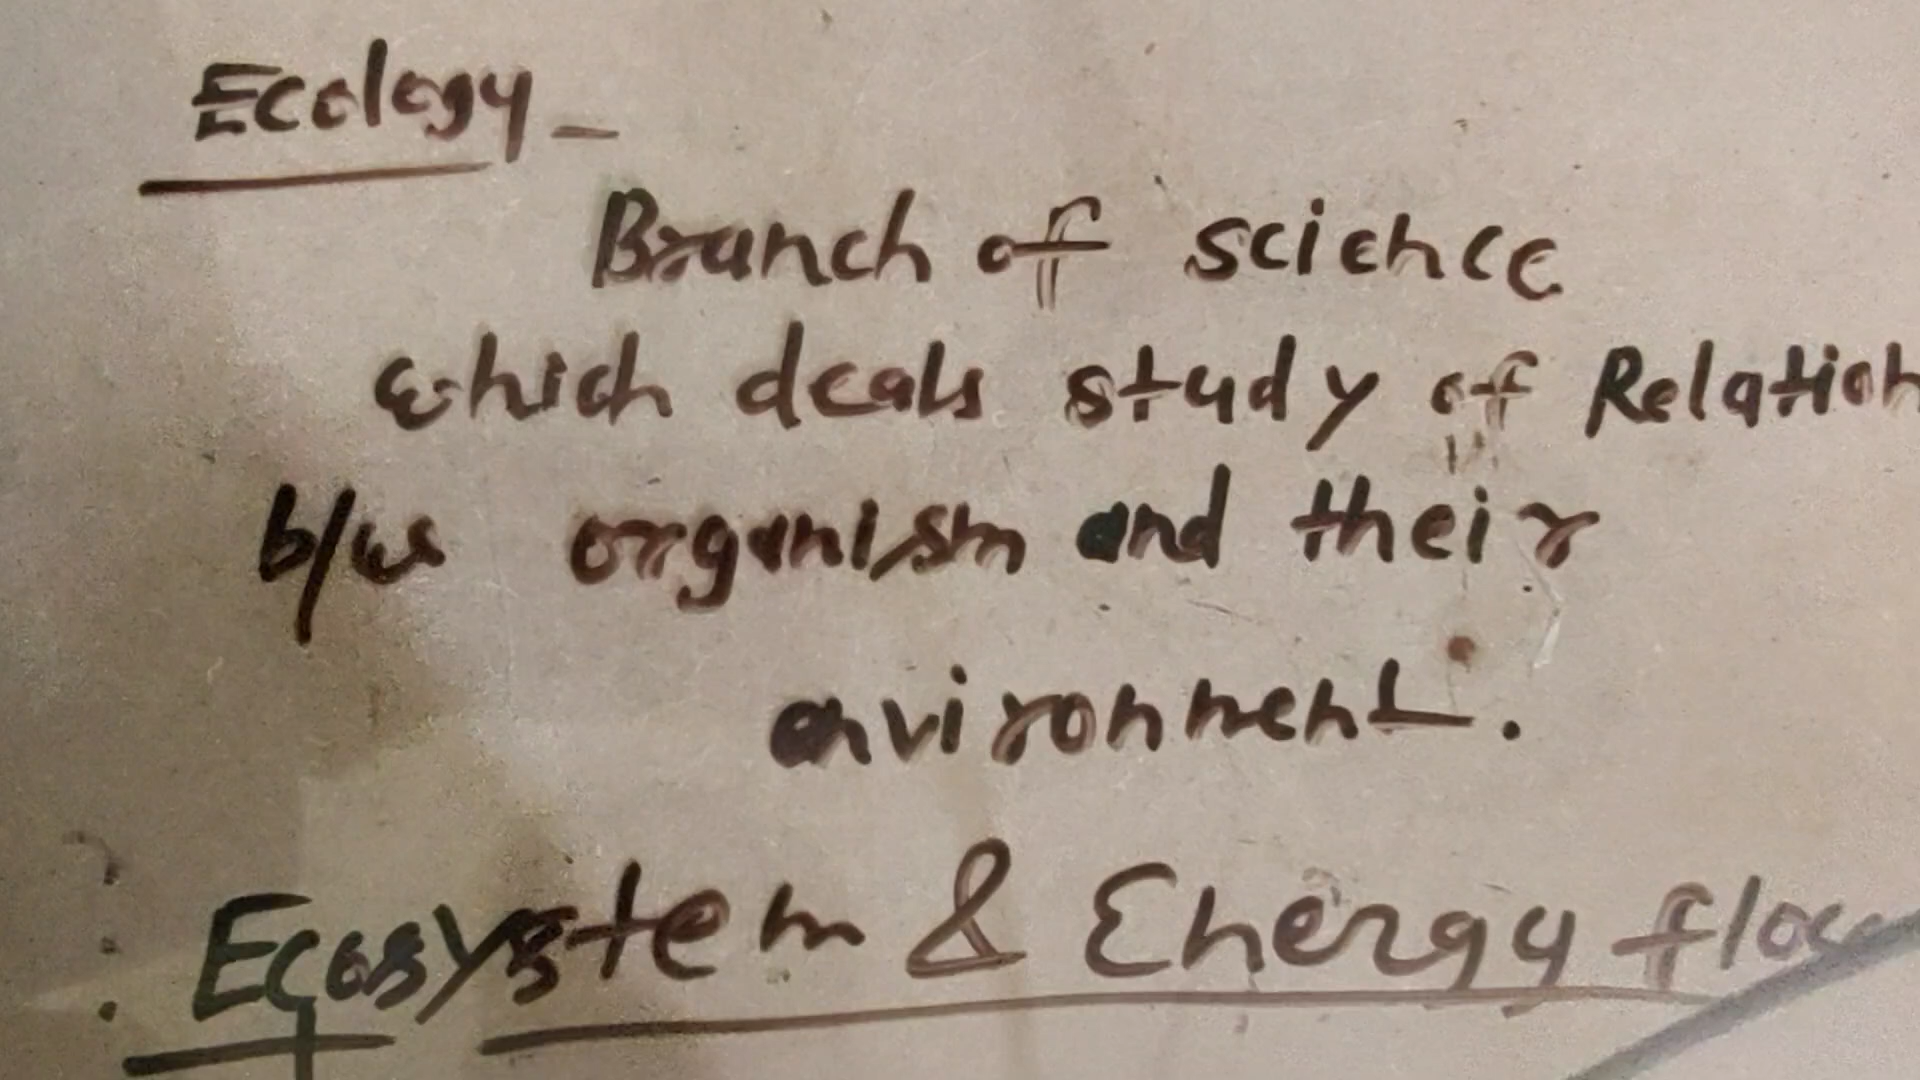 Ecology -
Branch of science
which deals study of Relation
b/w organism and their
environment.
Ecosystem & Energy flow